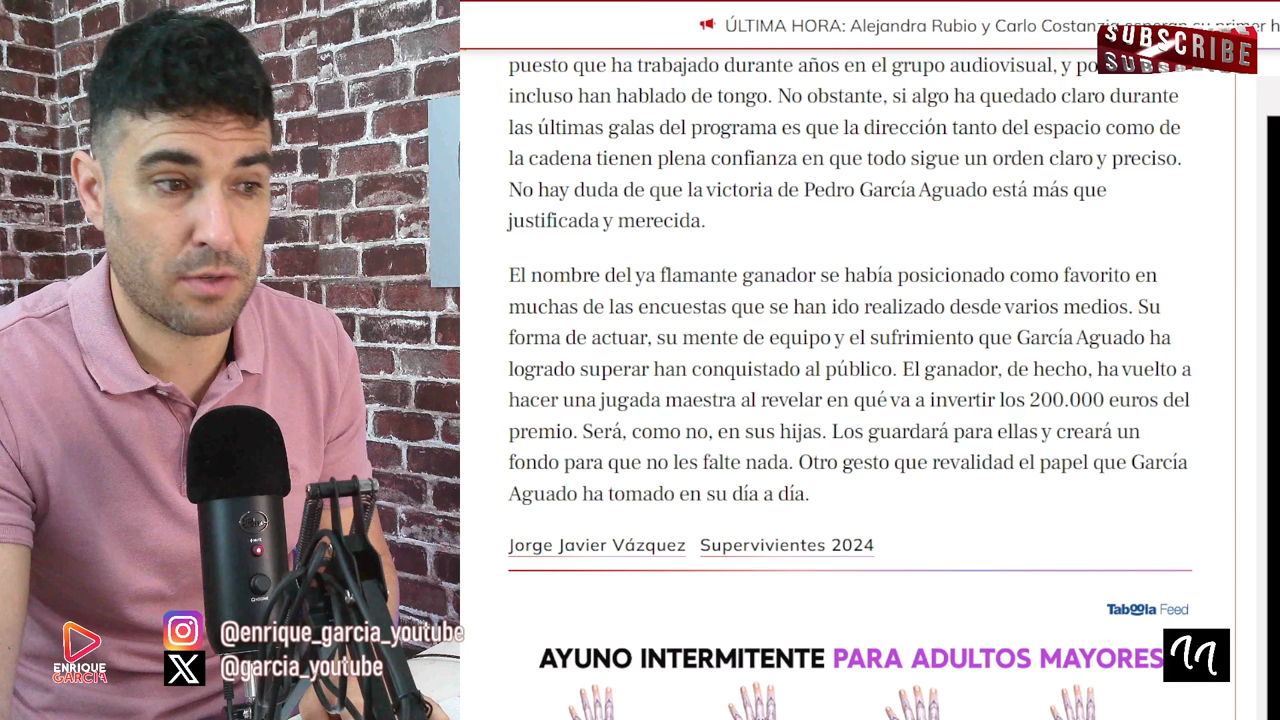 ÚLTIMA HORA: Alejandra Rubio y Carlo Costanzia esperan su primer h
SUBSCRIBE
puesto que ha trabajado durante años en el grupo audiovisual, y po
incluso han hablado de tongo. No obstante, si algo ha quedado claro durante
las últimas galas del programa es que la dirección tanto del espacio como de
la cadena tienen plena confianza en que todo sigue un orden claro y preciso.
No hay duda de que la victoria de Pedro García Aguado está más que
justificada y merecida.
El nombre del ya flamante ganador se había posicionado como favorito en
muchas de las encuestas que se han ido realizado desde varios medios. Su
forma de actuar, su mente de equipo y el sufrimiento que García Aguado ha
logrado superar han conquistado al público. El ganador, de hecho, ha vuelto a
hacer una jugada maestra al revelar en qué va a invertir los 200.000 euros del
premio. Será, como no, en sus hijas. Los guardará para ellas y creará un
fondo para que no les falte nada. Otro gesto que revalidad el papel que García
Aguado ha tomado en su día a día.
Jorge Javier Vázquez Supervivientes 2024
Taboola Feed
AYUNO INTERMITENTE PARA ADULTOS MAYORES
@enrique_garcia_youtube
@garcia_youtube
ENRIQUE
GARCIA